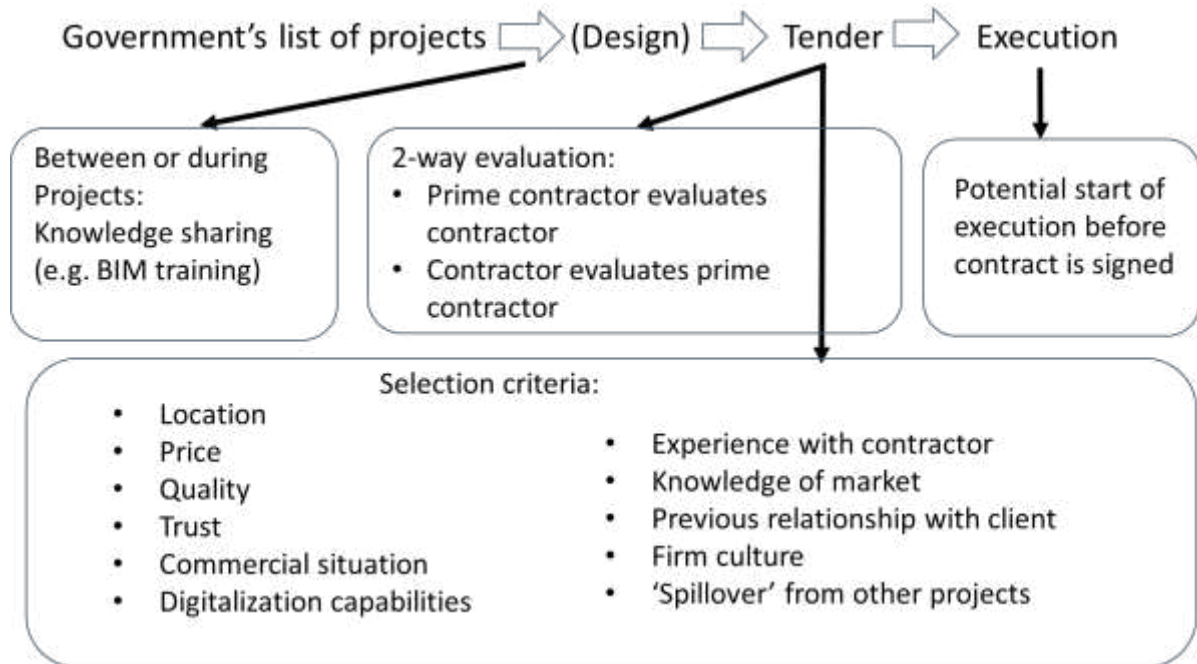 Government’s list of projects (Design) Tender Execution
Between or during
Projects:
Knowledge sharing
(e.g. BIM training)
2-way evaluation:
• Prime contractor evaluates
contractor
• Contractor evaluates prime
contractor
Potential start of
execution before
contract is signed
Selection criteria:
• Location
• Price
• Quality
• Trust
• Commercial situation
• Digitalization capabilities
• Experience with contractor
• Knowledge of market
• Previous relationship with client
• Firm culture
• ‘Spillover’ from other projects